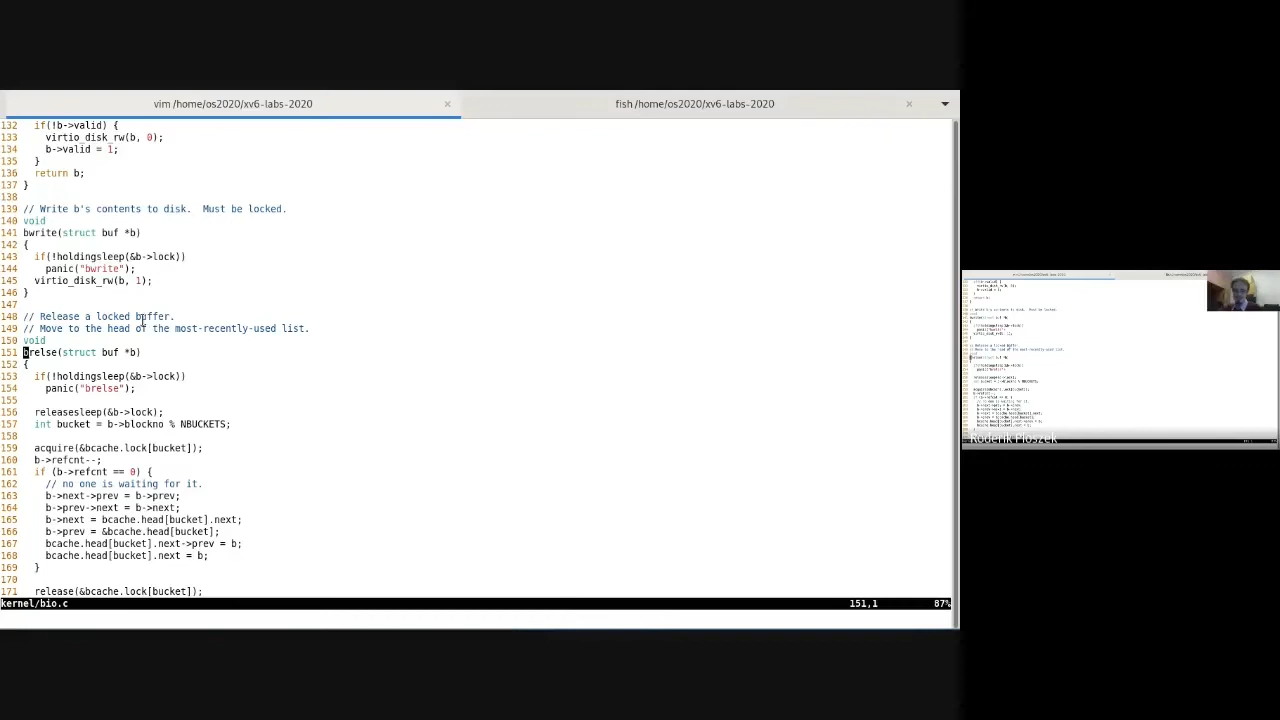 vim /home/os2020/xv6-labs-2020 × fish /home/os2020/xv6-labs-2020 ×
132   if(!b->valid) {
133     virtio_disk_rw(b, 0);
134     b->valid = 1;
135   }
136   return b;
137 }
138
139 // Write b's contents to disk.  Must be locked.
140 void
141 bwrite(struct buf *b)
142 {
143   if(!holdingsleep(&b->lock))
144     panic("bwrite");
145   virtio_disk_rw(b, 1);
146 }
147
148 // Release a locked buffer.
149 // Move to the head of the most-recently-used list.
150 void
151 brelse(struct buf *b)
152 {
153   if(!holdingsleep(&b->lock))
154     panic("brelse");
155
156   releasesleep(&b->lock);
157   int bucket = b->blockno % NBUCKETS;
158
159   acquire(&bcache.lock[bucket]);
160   b->refcnt--;
161   if (b->refcnt == 0) {
162     // no one is waiting for it.
163     b->next->prev = b->prev;
164     b->prev->next = b->next;
165     b->next = bcache.head[bucket].next;
166     b->prev = &bcache.head[bucket];
167     bcache.head[bucket].next->prev = b;
168     bcache.head[bucket].next = b;
169   }
170
171   release(&bcache.lock[bucket]);
kernel/bio.c 151,1 87%
Roderik Ploszek